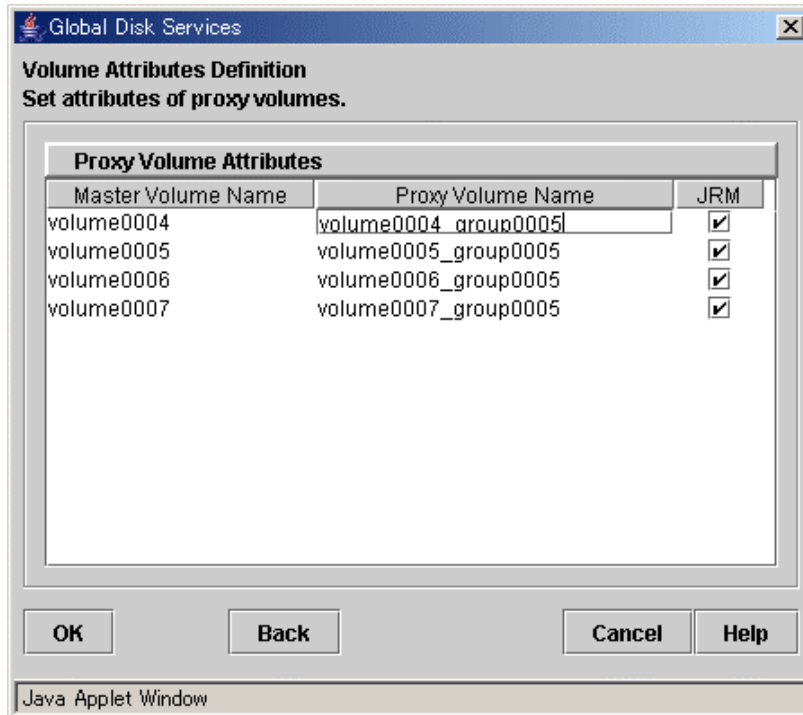 Global Disk Services
Volume Attributes Definition
Set attributes of proxy volumes.
Proxy Volume Attributes
Master Volume Name Proxy Volume Name JRM
volume0004 volume0004_group0005
volume0005 volume0005_group0005
volume0006 volume0006_group0005
volume0007 volume0007_group0005
OK Back Cancel Help
Java Applet Window